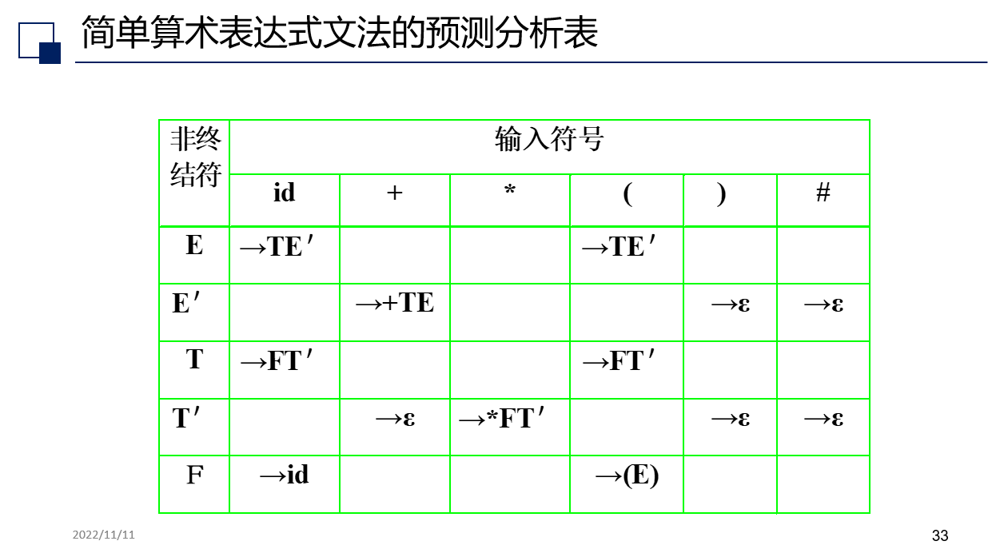 简单算术表达式文法的预测分析表
非终结符 输入符号
id + * ( ) #
E →TE′ →TE′
E′ →+TE →ε →ε
T →FT′ →FT′
T′ →ε →*FT′ →ε →ε
F →id →(E)
2022/11/11 33